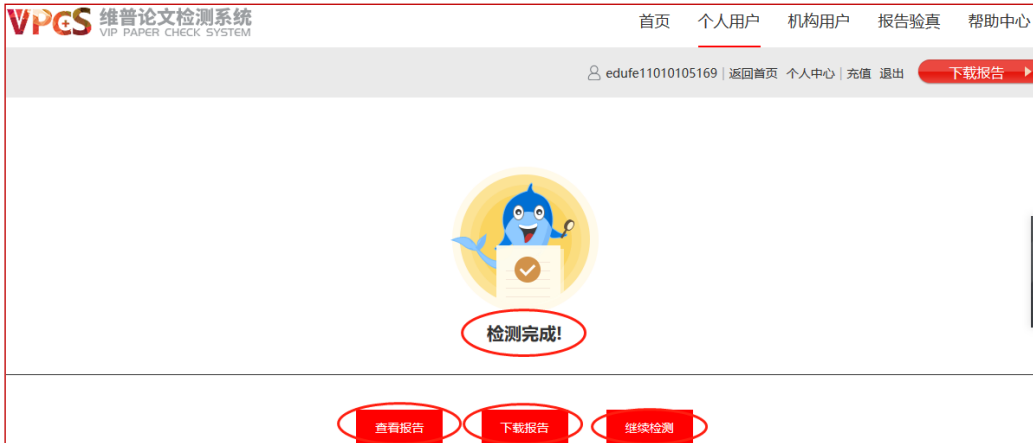 VPCS 维普论文检测系统
VIP PAPER CHECK SYSTEM
首页 个人用户 机构用户 报告验真 帮助中心
edufe11010105169 | 返回首页 个人中心 | 充值 退出 下载报告
检测完成!
查看报告 下载报告 继续检测